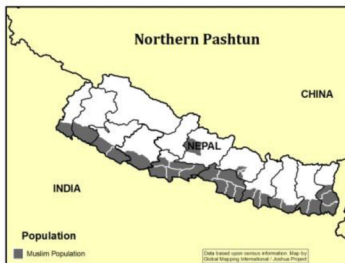 Northern Pashtun
CHINA
NEPAL
INDIA
Population
Muslim Population
Data based upon census information. Map by
Global Mapping International / Joshua Project